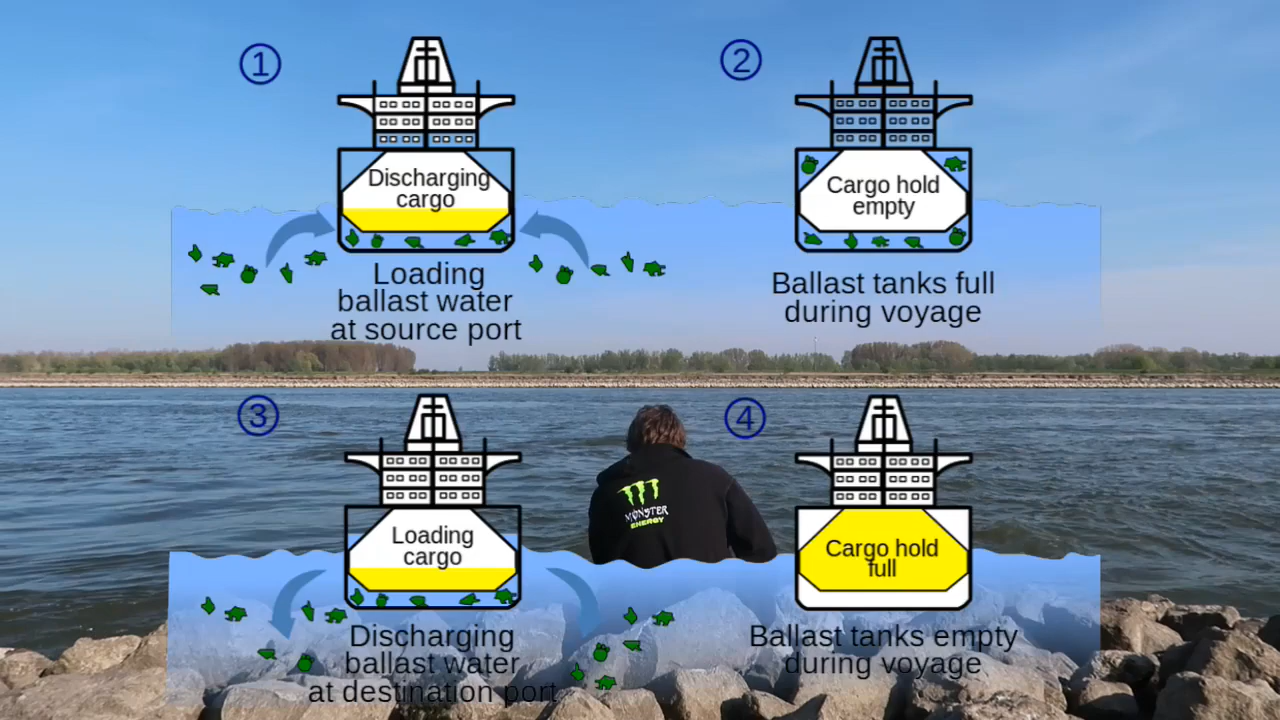 1
Discharging
cargo
Loading
ballast water
at source port
2
Cargo hold
empty
Ballast tanks full
during voyage
3
Loading
cargo
Discharging
ballast water
at destination port
MONSTER
ENERGY
4
Cargo hold
full
Ballast tanks empty
during voyage